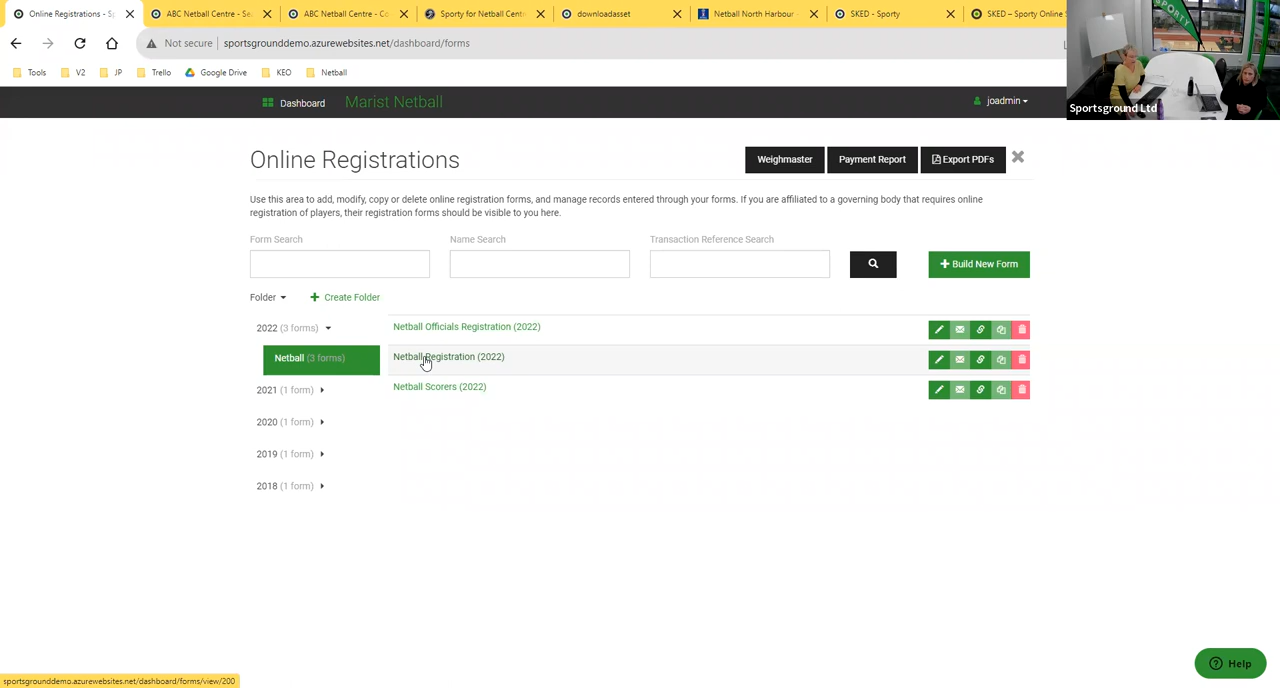 Online Registrations - Sp
ABC Netball Centre - Se
ABC Netball Centre - Co
Sporty for Netball Centr
downloadasset
Netball North Harbour -
SKED - Sporty
SKED – Sporty Online S
Not secure
sportsgrounddemo.azurewebsites.net/dashboard/forms
Tools
V2
JP
Trello
Google Drive
KEO
Netball
SPORTY
Sportsground Ltd
Dashboard
Marist Netball
joadmin
Online Registrations
Weighmaster
Payment Report
Export PDFs
Use this area to add, modify, copy or delete online registration forms, and manage records entered through your forms. If you are affiliated to a governing body that requires online
registration of players, their registration forms should be visible to you here.
Form Search
Name Search
Transaction Reference Search
Build New Form
Folder
Create Folder
2022 (3 forms)
Netball Officials Registration (2022)
Netball (3 forms)
Netball Registration (2022)
2021 (1 form)
Netball Scorers (2022)
2020 (1 form)
2019 (1 form)
2018 (1 form)
Help
sportsgrounddemo.azurewebsites.net/dashboard/forms/view/200